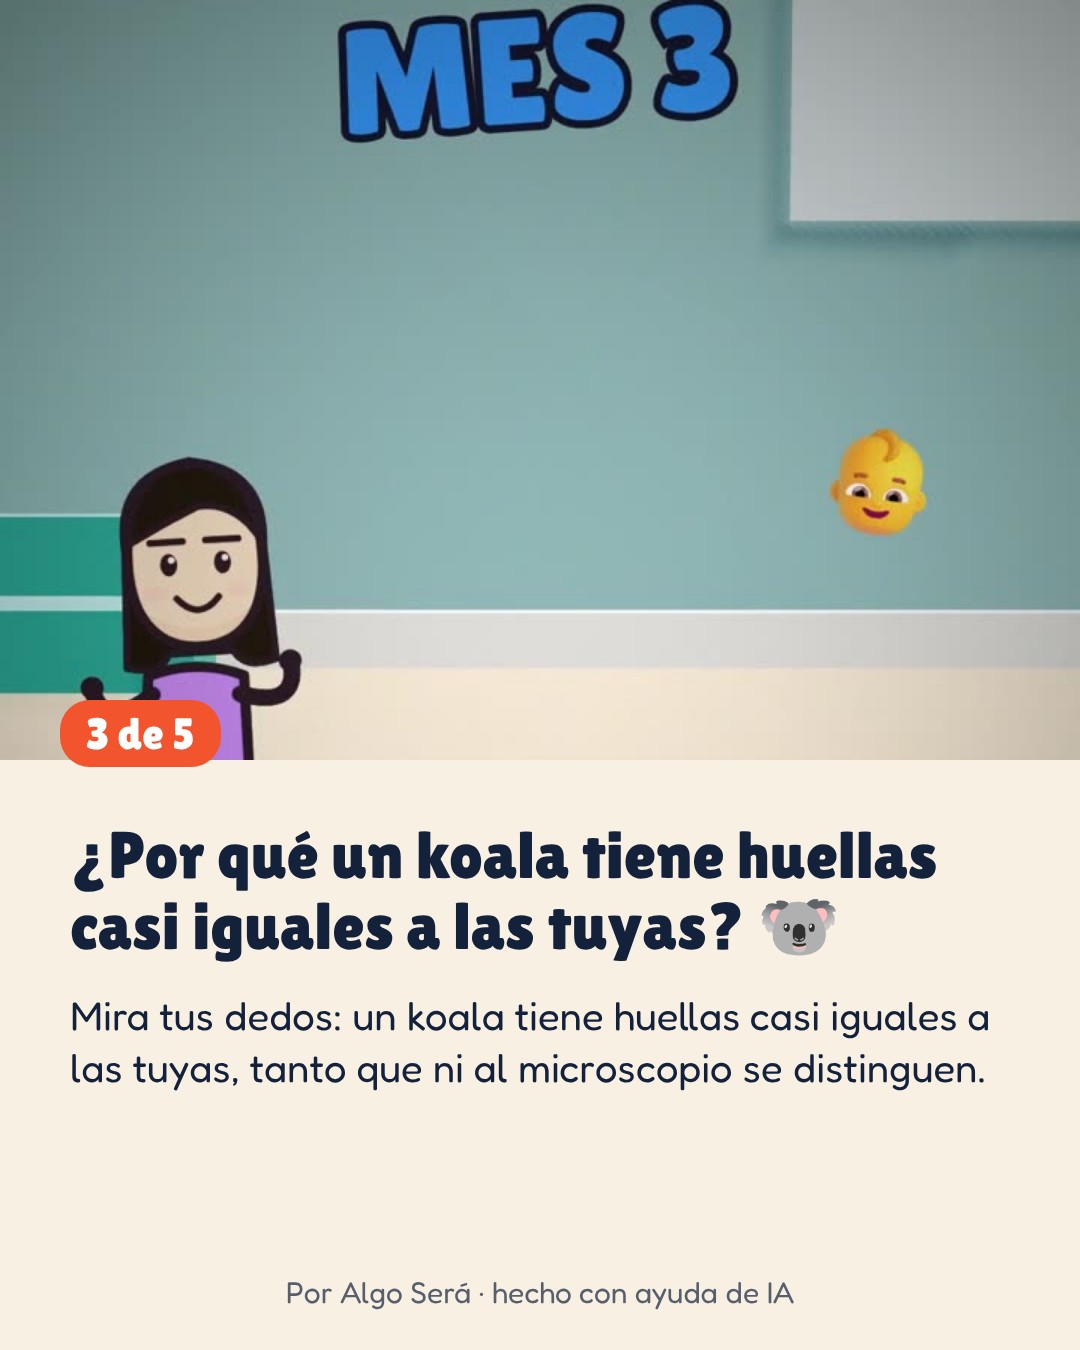 MES 3
3 de 5
¿Por qué un koala tiene huellas
casi iguales a las tuyas? 🐨
Mira tus dedos: un koala tiene huellas casi iguales a
las tuyas, tanto que ni al microscopio se distinguen.
Por Algo Será · hecho con ayuda de IA